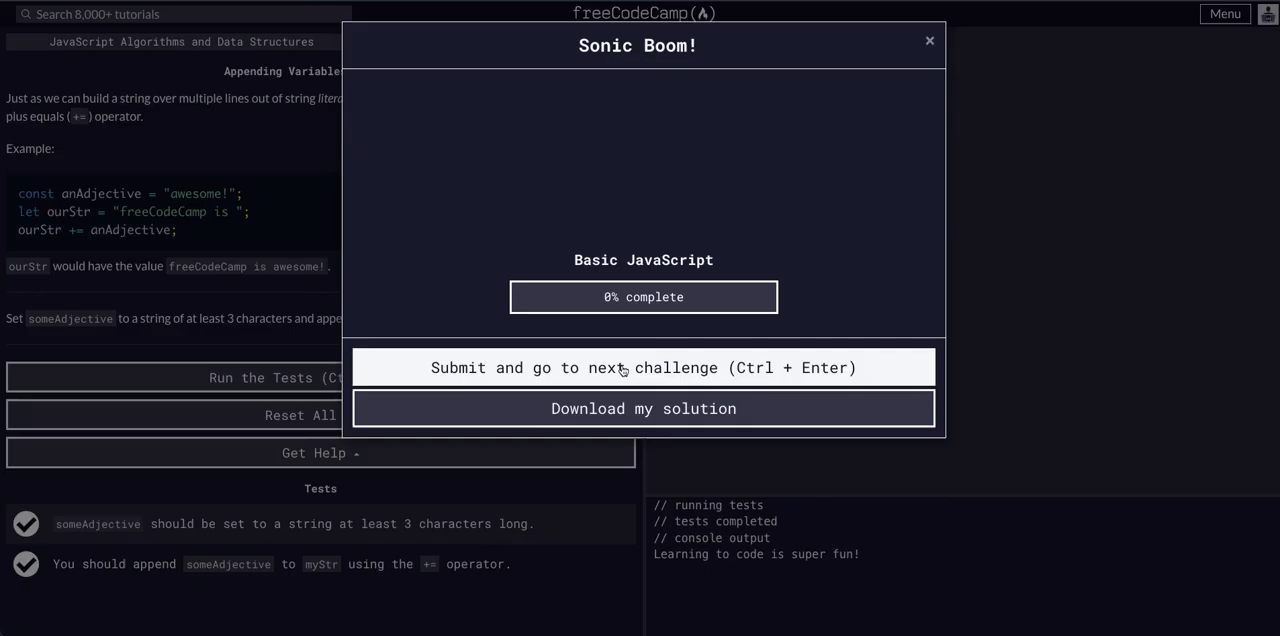 Search 8,000+ tutorials
freeCodeCamp
Menu
JavaScript Algorithms and Data Structures
Appending Variable
Just as we can build a string over multiple lines out of string litera
plus equals ( += ) operator.
Example:
const anAdjective = "awesome!";
let ourStr = "freeCodeCamp is ";
ourStr += anAdjective;
ourStr would have the value freeCodeCamp is awesome! .
Set someAdjective to a string of at least 3 characters and appe
Run the Tests (Ct
Reset All
Get Help
Tests
someAdjective should be set to a string at least 3 characters long.
You should append someAdjective to myStr using the += operator.
Sonic Boom!
×
Basic JavaScript
0% complete
Submit and go to next challenge (Ctrl + Enter)
Download my solution
// running tests
// tests completed
// console output
Learning to code is super fun!